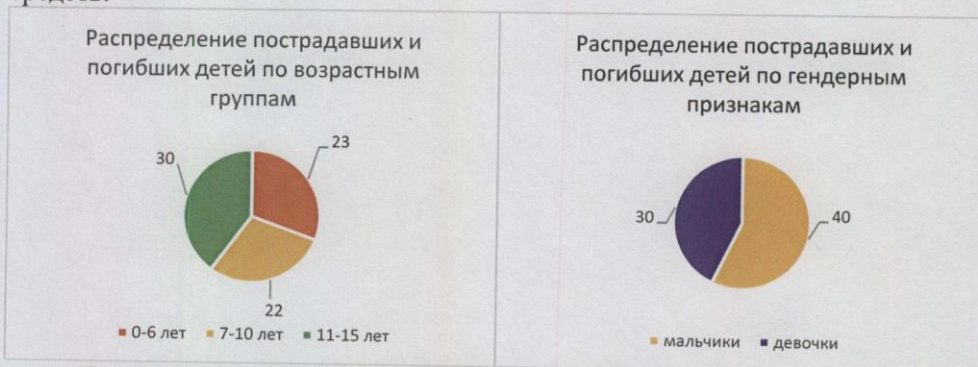 Распределение пострадавших и
погибших детей по возрастным
группам
30
23
22
0-6 лет 7-10 лет 11-15 лет
Распределение пострадавших и
погибших детей по гендерным
признакам
30
40
мальчики девочки